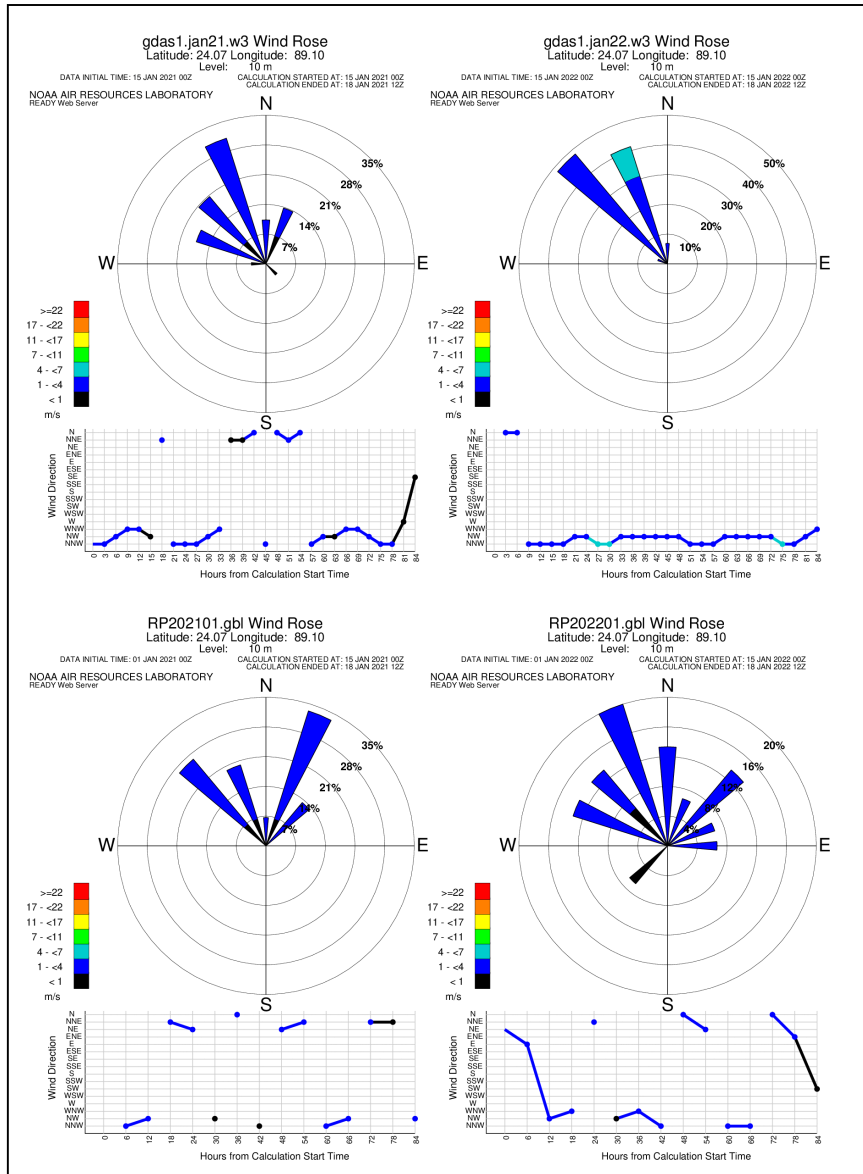 gdas1.jan21.w3 Wind Rose
Latitude: 24.07 Longitude: 89.10
Level: 10 m
DATA INITIAL TIME: 15 JAN 2021 00Z CALCULATION STARTED AT: 15 JAN 2021 00Z
CALCULATION ENDED AT: 18 JAN 2021 12Z
NOAA AIR RESOURCES LABORATORY
READY Web Server
N
35%
28%
21%
14%
7%
W E
S
>=22
17 - <22
11 - <17
7 - <11
4 - <7
1 - <4
< 1
m/s
Wind Direction
N
NNE
NE
ENE
E
ESE
SE
SSE
S
SSW
SW
WSW
W
WNW
NW
NNW
0 3 6 9 12 15 18 21 24 27 30 33 36 39 42 45 48 51 54 57 60 63 66 69 72 75 78 81 84
Hours from Calculation Start Time
gdas1.jan22.w3 Wind Rose
Latitude: 24.07 Longitude: 89.10
Level: 10 m
DATA INITIAL TIME: 15 JAN 2022 00Z CALCULATION STARTED AT: 15 JAN 2022 00Z
CALCULATION ENDED AT: 18 JAN 2022 12Z
NOAA AIR RESOURCES LABORATORY
READY Web Server
N
50%
40%
30%
20%
10%
W E
S
>=22
17 - <22
11 - <17
7 - <11
4 - <7
1 - <4
< 1
m/s
Wind Direction
N
NNE
NE
ENE
E
ESE
SE
SSE
S
SSW
SW
WSW
W
WNW
NW
NNW
0 3 6 9 12 15 18 21 24 27 30 33 36 39 42 45 48 51 54 57 60 63 66 69 72 75 78 81 84
Hours from Calculation Start Time
RP202101.gbl Wind Rose
Latitude: 24.07 Longitude: 89.10
Level: 10 m
DATA INITIAL TIME: 01 JAN 2021 00Z CALCULATION STARTED AT: 15 JAN 2021 00Z
CALCULATION ENDED AT: 18 JAN 2021 12Z
NOAA AIR RESOURCES LABORATORY
READY Web Server
N
35%
28%
21%
14%
7%
W E
S
>=22
17 - <22
11 - <17
7 - <11
4 - <7
1 - <4
< 1
m/s
Wind Direction
N
NNE
NE
ENE
E
ESE
SE
SSE
S
SSW
SW
WSW
W
WNW
NW
NNW
0 6 12 18 24 30 36 42 48 54 60 66 72 78 84
Hours from Calculation Start Time
RP202201.gbl Wind Rose
Latitude: 24.07 Longitude: 89.10
Level: 10 m
DATA INITIAL TIME: 01 JAN 2022 00Z CALCULATION STARTED AT: 15 JAN 2022 00Z
CALCULATION ENDED AT: 18 JAN 2022 12Z
NOAA AIR RESOURCES LABORATORY
READY Web Server
N
20%
16%
12%
8%
4%
W E
S
>=22
17 - <22
11 - <17
7 - <11
4 - <7
1 - <4
< 1
m/s
Wind Direction
N
NNE
NE
ENE
E
ESE
SE
SSE
S
SSW
SW
WSW
W
WNW
NW
NNW
0 6 12 18 24 30 36 42 48 54 60 66 72 78 84
Hours from Calculation Start Time